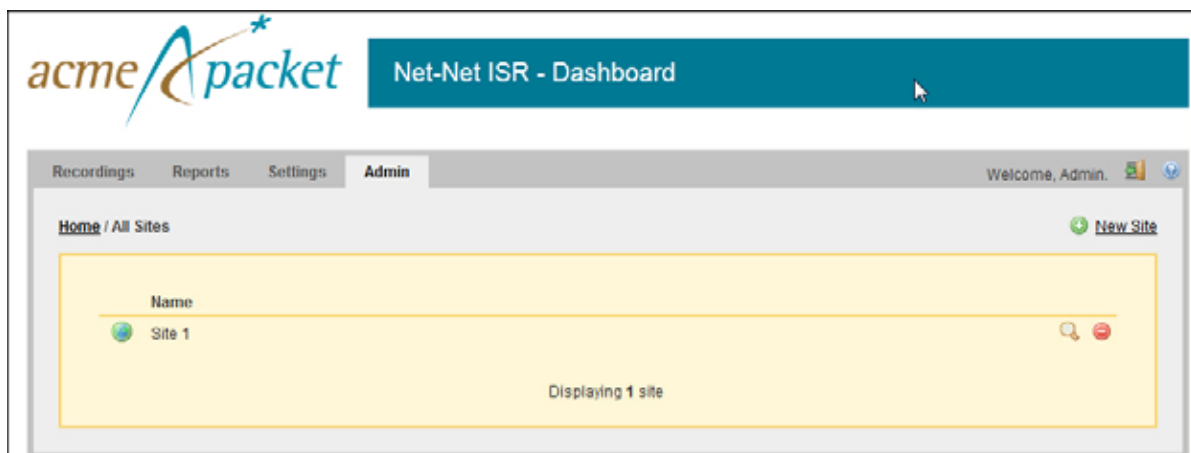 acme packet
Net-Net ISR - Dashboard
Recordings Reports Settings Admin Welcome, Admin.
Home / All Sites New Site
Name
Site 1
Displaying 1 site